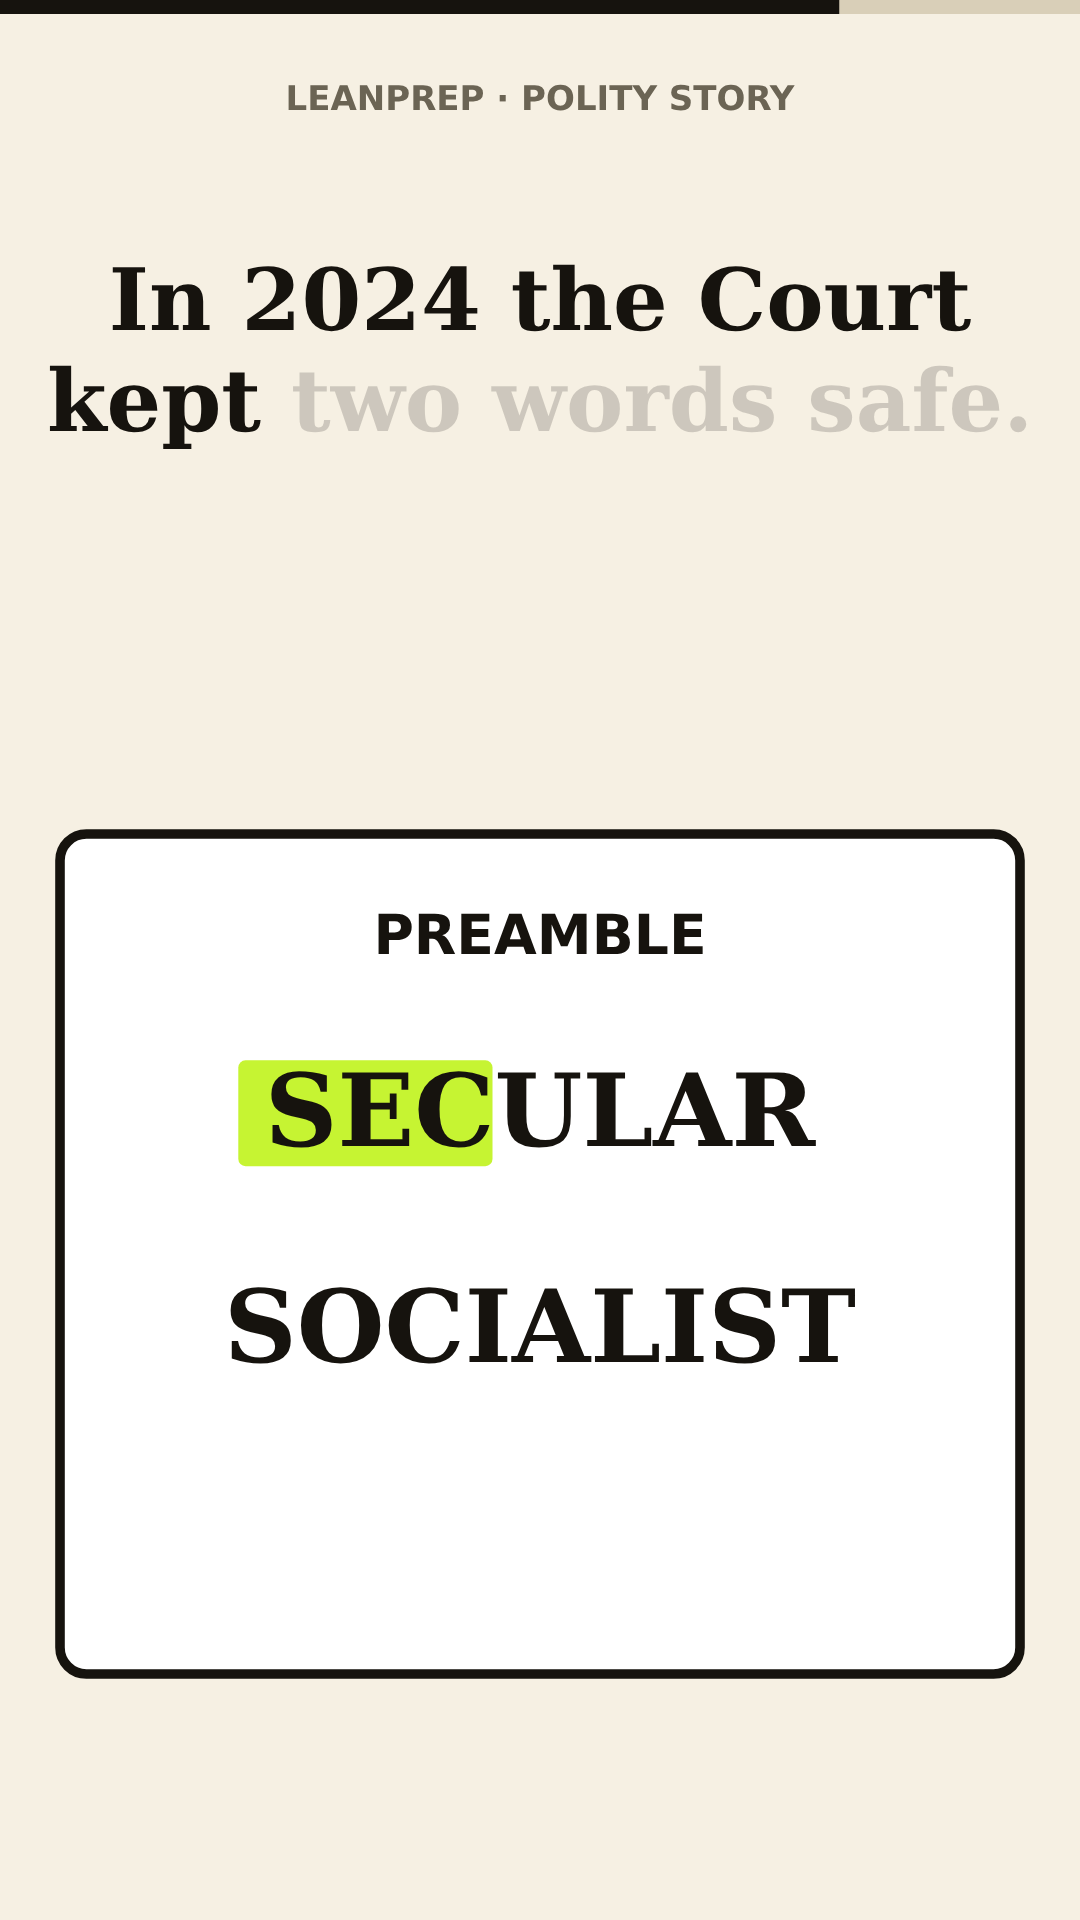 LEANPREP · POLITY STORY
In 2024 the Court
kept two words safe.
PREAMBLE
SECULAR
SOCIALIST